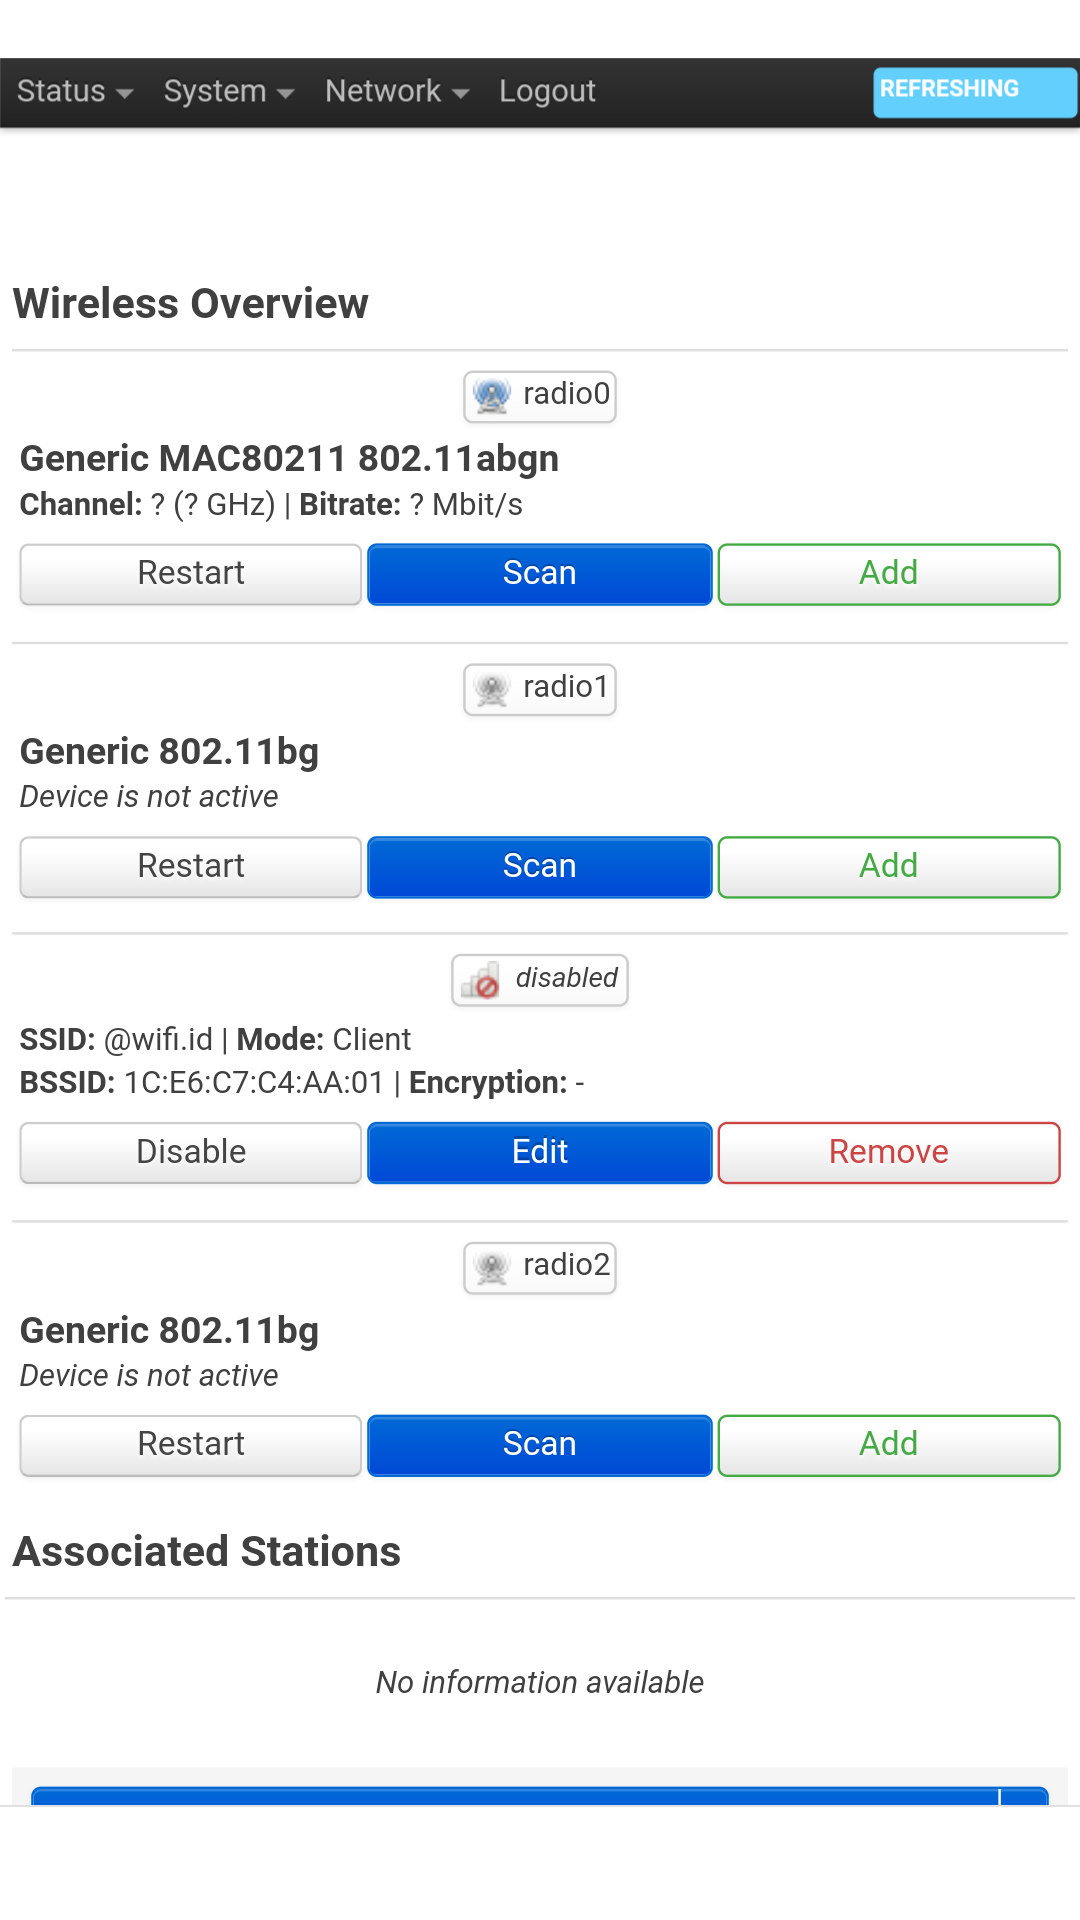 Status System Network Logout REFRESHING
Wireless Overview
radio0
Generic MAC80211 802.11abgn
Channel: ? (? GHz) | Bitrate: ? Mbit/s
Restart Scan Add
radio1
Generic 802.11bg
Device is not active
Restart Scan Add
disabled
SSID: @wifi.id | Mode: Client
BSSID: 1C:E6:C7:C4:AA:01 | Encryption: -
Disable Edit Remove
radio2
Generic 802.11bg
Device is not active
Restart Scan Add
Associated Stations
No information available